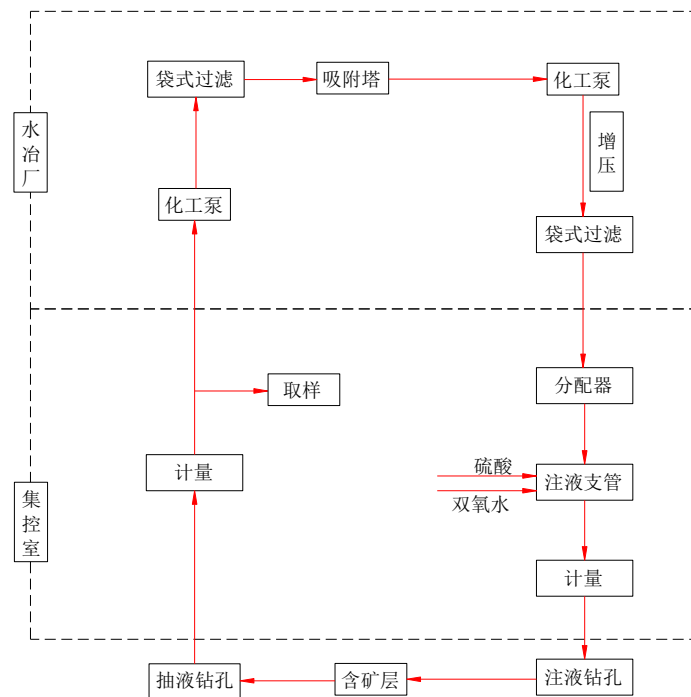 袋式过滤
吸附塔
化工泵
水冶厂
增压
化工泵
袋式过滤
取样
分配器
计量
硫酸
注液支管
双氧水
集控室
计量
抽液钻孔
含矿层
注液钻孔